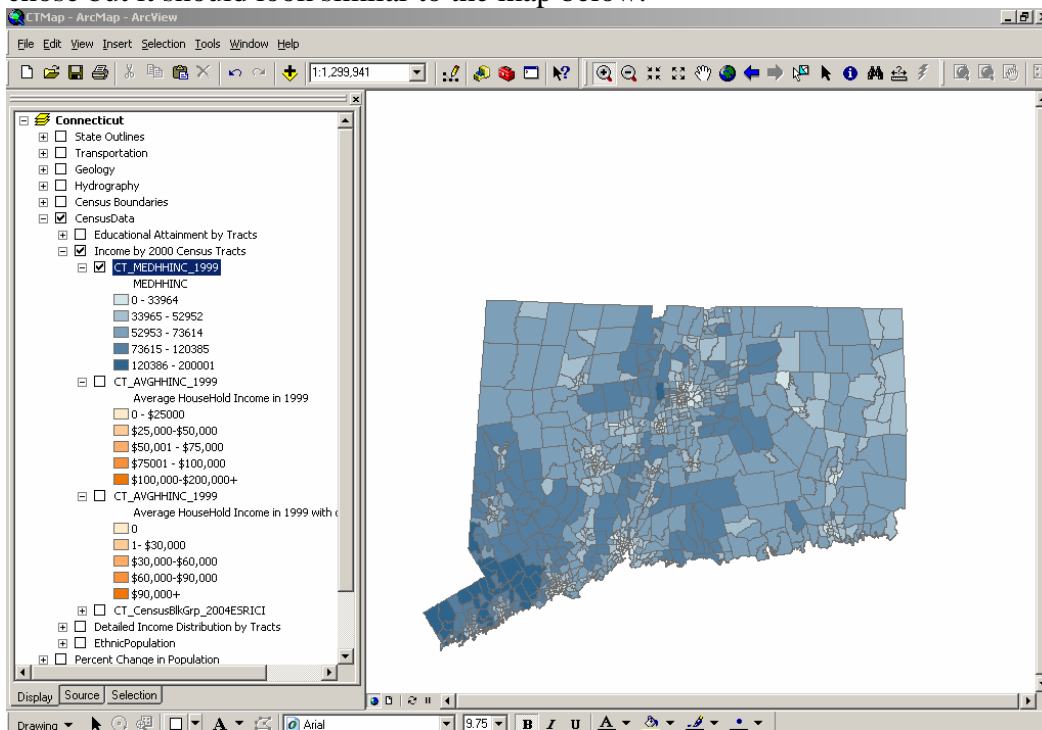 chose but it should look similar to the map below.
CTMap - ArcMap - ArcView
File Edit View Insert Selection Tools Window Help
1:1,299,941
Connecticut
State Outlines
Transportation
Geology
Hydrography
Census Boundaries
CensusData
Educational Attainment by Tracts
Income by 2000 Census Tracts
CT_MEDHHINC_1999
MEDHHINC
0 - 33964
33965 - 52952
52953 - 73614
73615 - 120385
120386 - 200001
CT_AVGHHINC_1999
Average HouseHold Income in 1999
0 - $25000
$25,000-$50,000
$50,001 - $75,000
$75001 - $100,000
$100,000-$200,000+
CT_AVGHHINC_1999
Average HouseHold Income in 1999 with
0
1- $30,000
$30,000-$60,000
$60,000-$90,000
$90,000+
CT_CensusBlkGrp_2004ESRICI
Detailed Income Distribution by Tracts
EthnicPopulation
Percent Change in Population
Display Source Selection
Drawing A Arial 9.75 B I U A